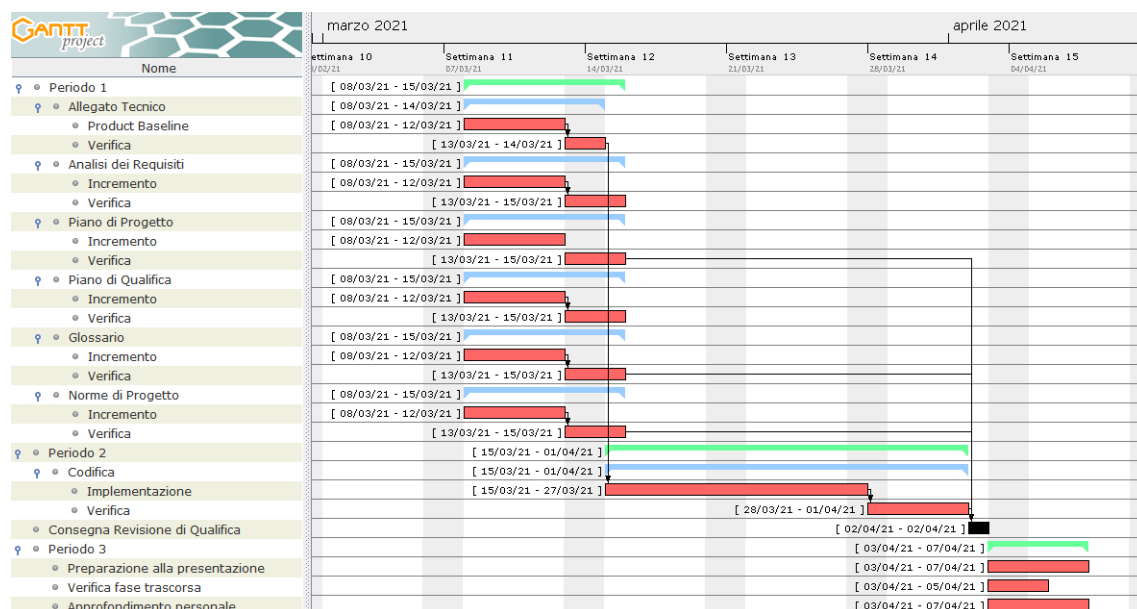 GANTT
project
marzo 2021
aprile 2021
ettimana 10
Settimana 11
Settimana 12
Settimana 13
Settimana 14
Settimana 15
/02/21
07/03/21
14/03/21
21/03/21
28/03/21
04/04/21
Nome
Periodo 1
[ 08/03/21 - 15/03/21 ]
Allegato Tecnico
[ 08/03/21 - 14/03/21 ]
Product Baseline
[ 08/03/21 - 12/03/21 ]
Verifica
[ 13/03/21 - 14/03/21 ]
Analisi dei Requisiti
[ 08/03/21 - 15/03/21 ]
Incremento
[ 08/03/21 - 12/03/21 ]
Verifica
[ 13/03/21 - 15/03/21 ]
Piano di Progetto
[ 08/03/21 - 15/03/21 ]
Incremento
[ 08/03/21 - 12/03/21 ]
Verifica
[ 13/03/21 - 15/03/21 ]
Piano di Qualifica
[ 08/03/21 - 15/03/21 ]
Incremento
[ 08/03/21 - 12/03/21 ]
Verifica
[ 13/03/21 - 15/03/21 ]
Glossario
[ 08/03/21 - 15/03/21 ]
Incremento
[ 08/03/21 - 12/03/21 ]
Verifica
[ 13/03/21 - 15/03/21 ]
Norme di Progetto
[ 08/03/21 - 15/03/21 ]
Incremento
[ 08/03/21 - 12/03/21 ]
Verifica
[ 13/03/21 - 15/03/21 ]
Periodo 2
[ 15/03/21 - 01/04/21 ]
Codifica
[ 15/03/21 - 01/04/21 ]
Implementazione
[ 15/03/21 - 27/03/21 ]
Verifica
[ 28/03/21 - 01/04/21 ]
Consegna Revisione di Qualifica
[ 02/04/21 - 02/04/21 ]
Periodo 3
[ 03/04/21 - 07/04/21 ]
Preparazione alla presentazione
[ 03/04/21 - 07/04/21 ]
Verifica fase trascorsa
[ 03/04/21 - 05/04/21 ]
Approfondimento personale
[ 03/04/21 - 07/04/21 ]